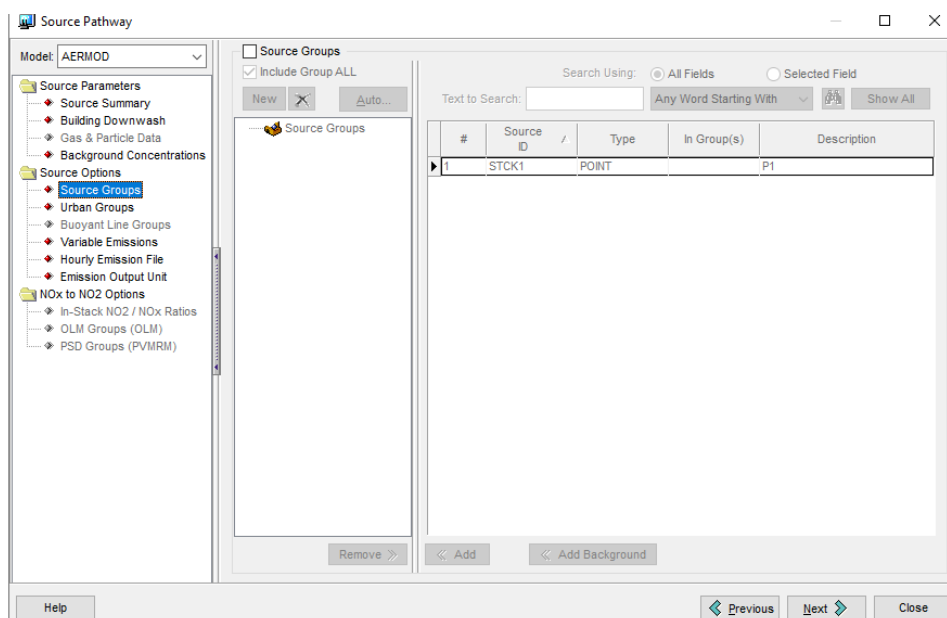 Source Pathway
Model: AERMOD
Source Parameters
Source Summary
Building Downwash
Gas & Particle Data
Background Concentrations
Source Options
Source Groups
Urban Groups
Buoyant Line Groups
Variable Emissions
Hourly Emission File
Emission Output Unit
NOx to NO2 Options
In-Stack NO2 / NOx Ratios
OLM Groups (OLM)
PSD Groups (PVMRM)
Source Groups
Include Group ALL
New Auto...
Source Groups
Remove
Search Using: All Fields Selected Field
Text to Search: Any Word Starting With Show All
# Source ID Type In Group(s) Description
1 STCK1 POINT P1
Add Add Background
Help Previous Next Close